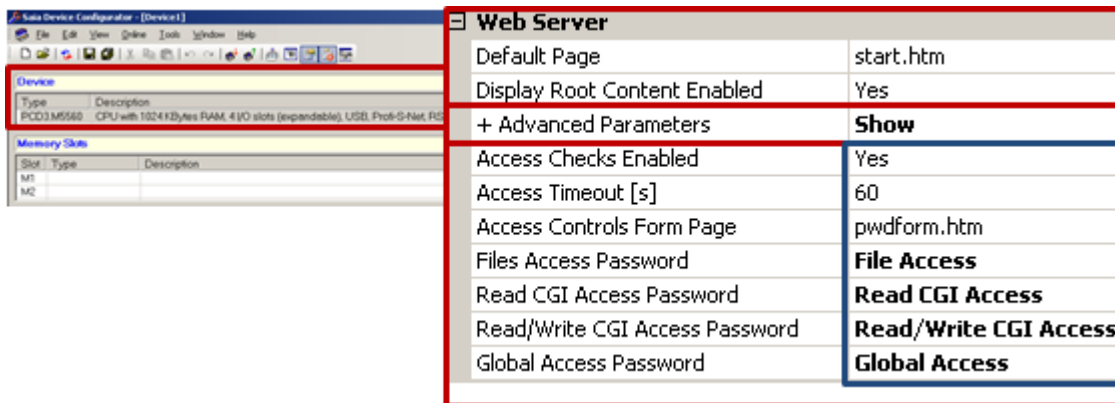 Saia Device Configurator - [Device1]
File Edit View Online Tools Window Help
Device
Type Description
PCD3.M5560 CPU with 1024 KBytes RAM, 4 I/O slots (expandable), USB, Profi-S-Net, RS
Memory Slots
Slot Type Description
M1
M2
Web Server
Default Page start.htm
Display Root Content Enabled Yes
+ Advanced Parameters Show
Access Checks Enabled Yes
Access Timeout [s] 60
Access Controls Form Page pwdform.htm
Files Access Password File Access
Read CGI Access Password Read CGI Access
Read/Write CGI Access Password Read/Write CGI Access
Global Access Password Global Access